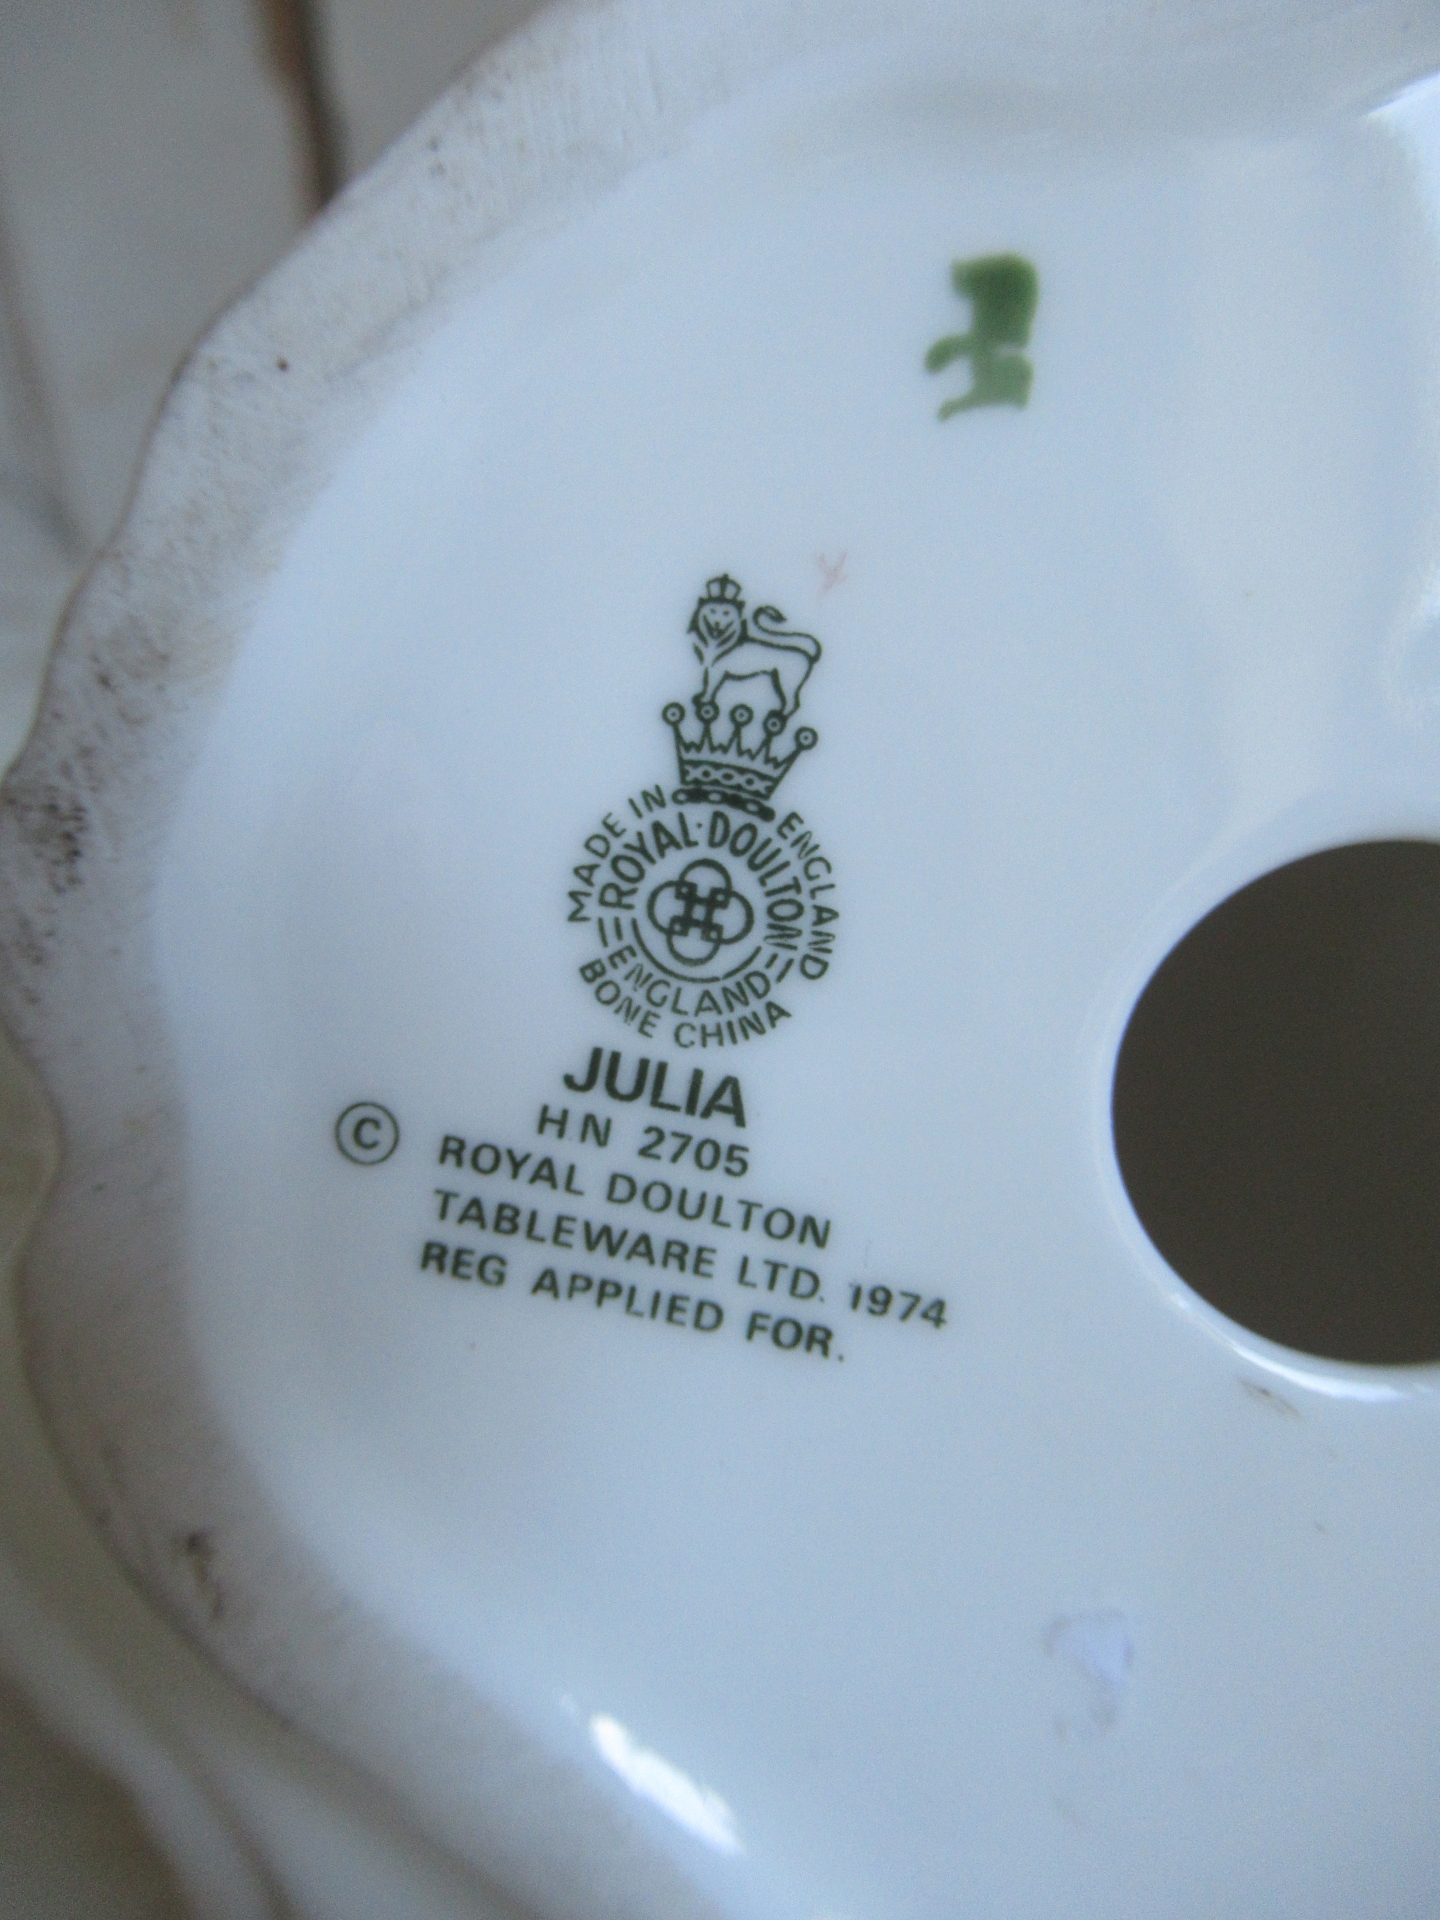 MADE IN ENGLAND
ROYAL·DOULTON
ENGLAND
BONE CHINA
JULIA
HN 2705
© ROYAL DOULTON
TABLEWARE LTD. 1974
REG APPLIED FOR.